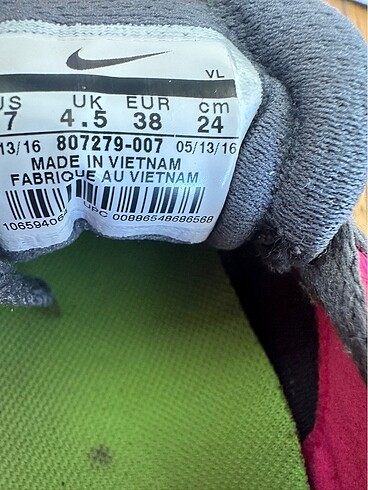 VL
US UK EUR cm
7 4.5 38 24
13/16 807279-007 05/13/16
MADE IN VIETNAM
FABRIQUÉ AU VIETNAM
UPC 00886548686568